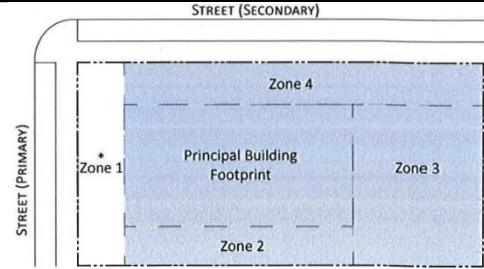 STREET (SECONDARY)
Zone 4
STREET (PRIMARY)
*
Zone 1
Principal Building
Footprint
Zone 3
Zone 2